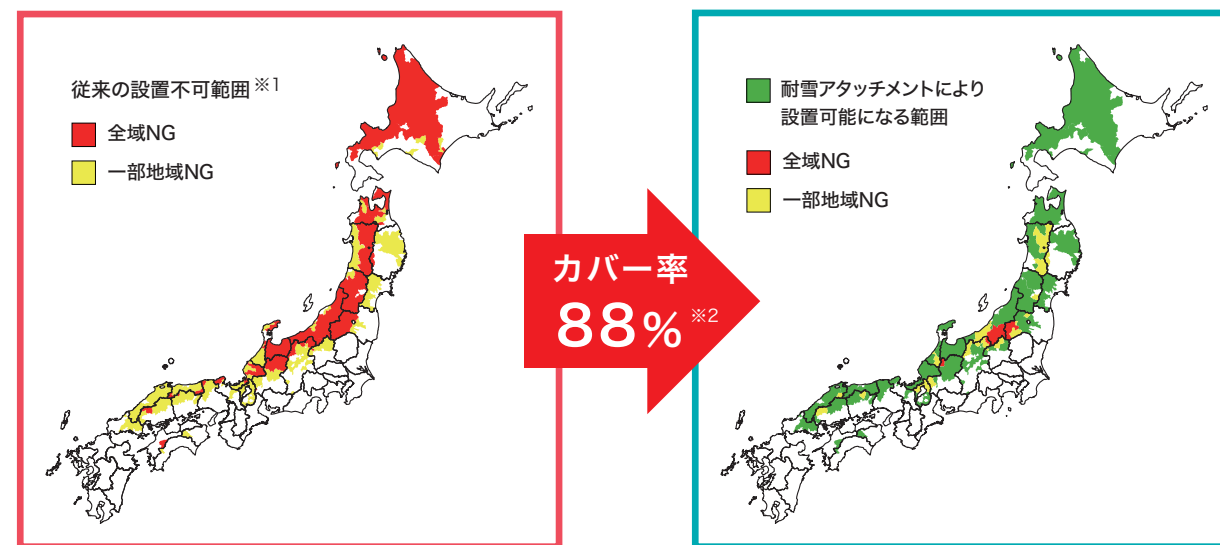 従来の設置不可範囲※1
全域NG
一部地域NG
カバー率
88%※2
耐雪アタッチメントにより
設置可能になる範囲
全域NG
一部地域NG